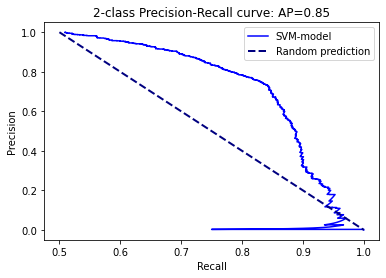 2-class Precision-Recall curve: AP=0.85
SVM-model
Random prediction
Precision
1.0
0.8
0.6
0.4
0.2
0.0
0.5 0.6 0.7 0.8 0.9 1.0
Recall